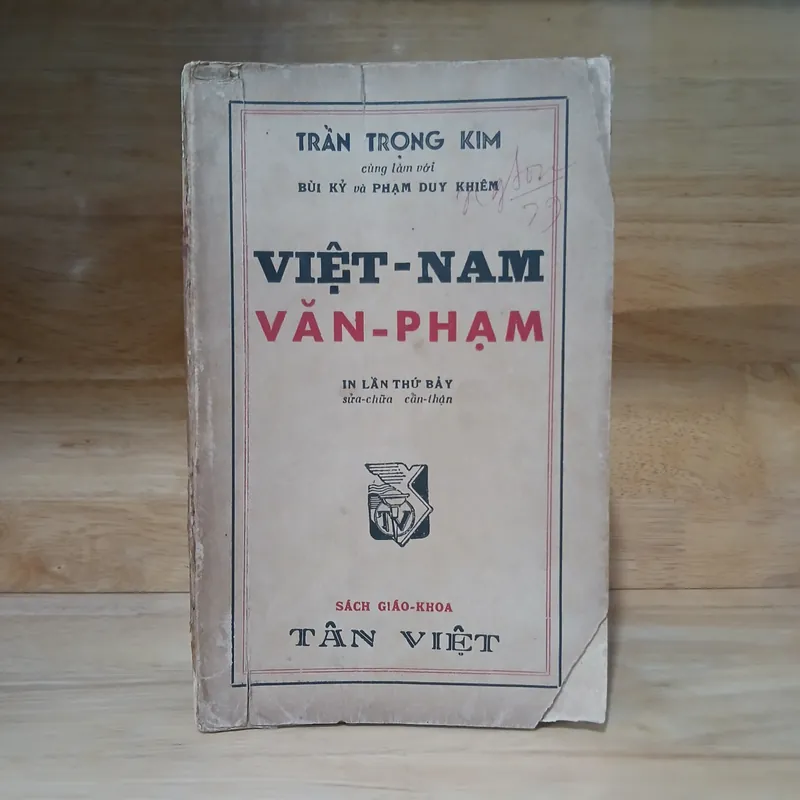 TRẦN TRỌNG KIM
cùng làm với
BÙI KỶ và PHẠM DUY KHIÊM
VIỆT-NAM
VĂN-PHẠM
IN LẦN THỨ BẢY
sửa-chữa cẩn-thận
TV
SÁCH GIÁO-KHOA
TÂN VIỆT